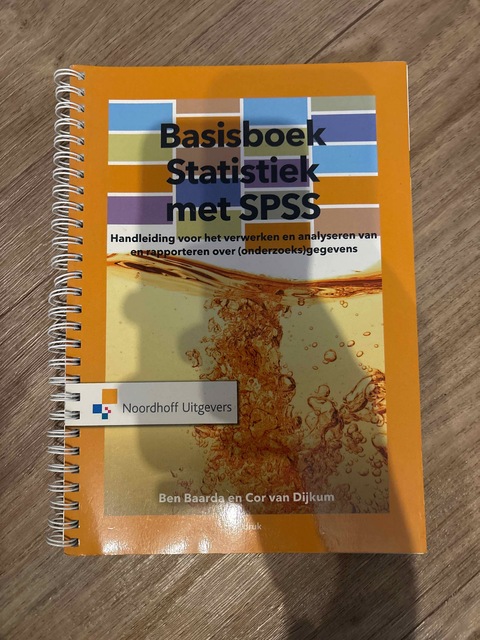 Basisboek
Statistiek
met SPSS
Handleiding voor het verwerken en analyseren van
en rapporteren over (onderzoeks)gegevens
Noordhoff Uitgevers
Ben Baarda en Cor van Dijkum
druk